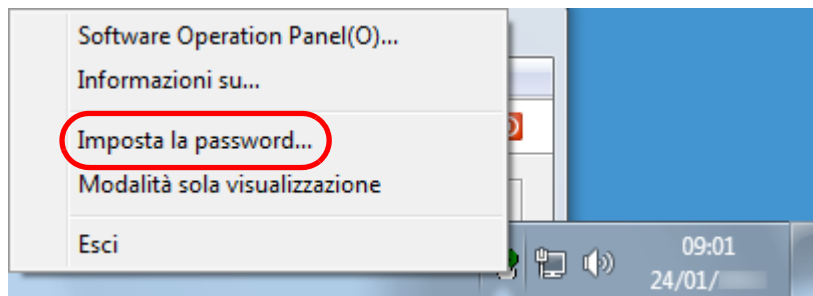 Software Operation Panel(O)...
Informazioni su...
Imposta la password...
Modalità sola visualizzazione
Esci
09:01
24/01/